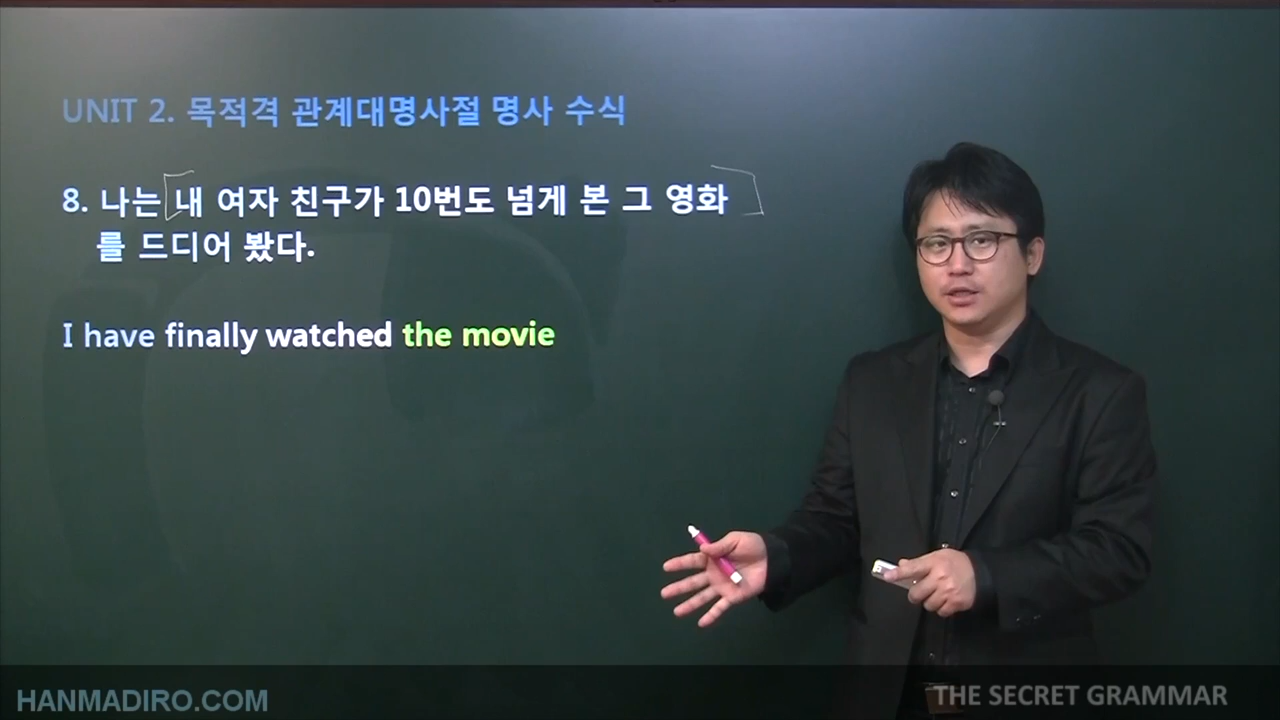 UNIT 2. 목적격 관계대명사절 명사 수식
8. 나는 내 여자 친구가 10번도 넘게 본 그 영화
를 드디어 봤다.
I have finally watched the movie
HANMADIRO.COM
THE SECRET GRAMMAR